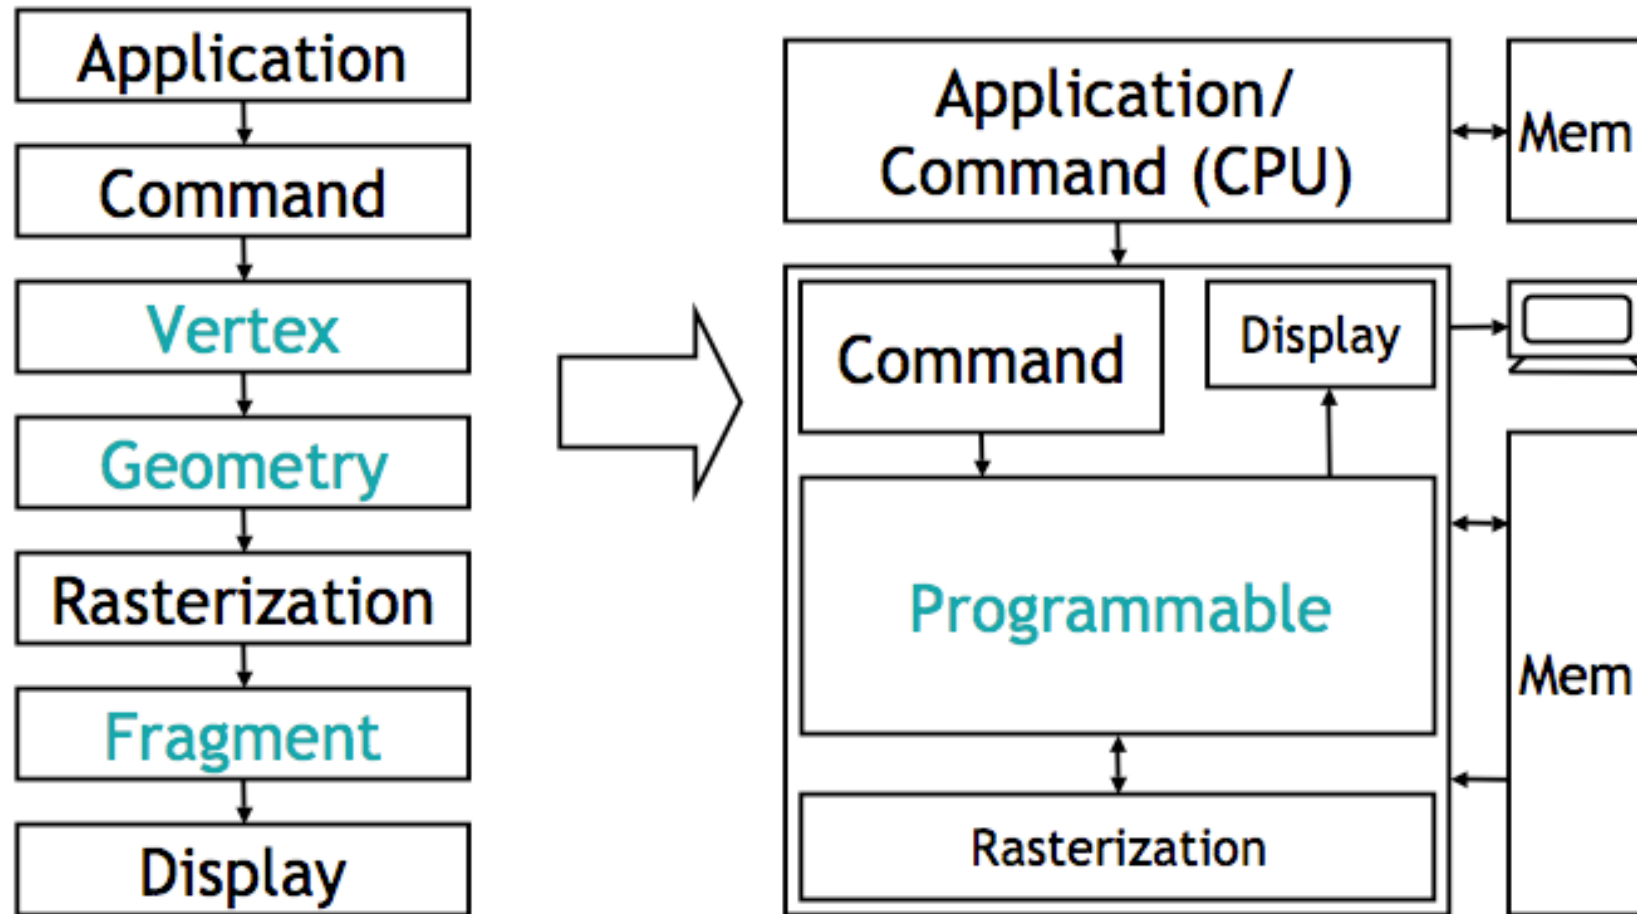 Application
Command
Vertex
Geometry
Rasterization
Fragment
Display
Application/
Command (CPU)
Mem
Command
Display
Programmable
Mem
Rasterization